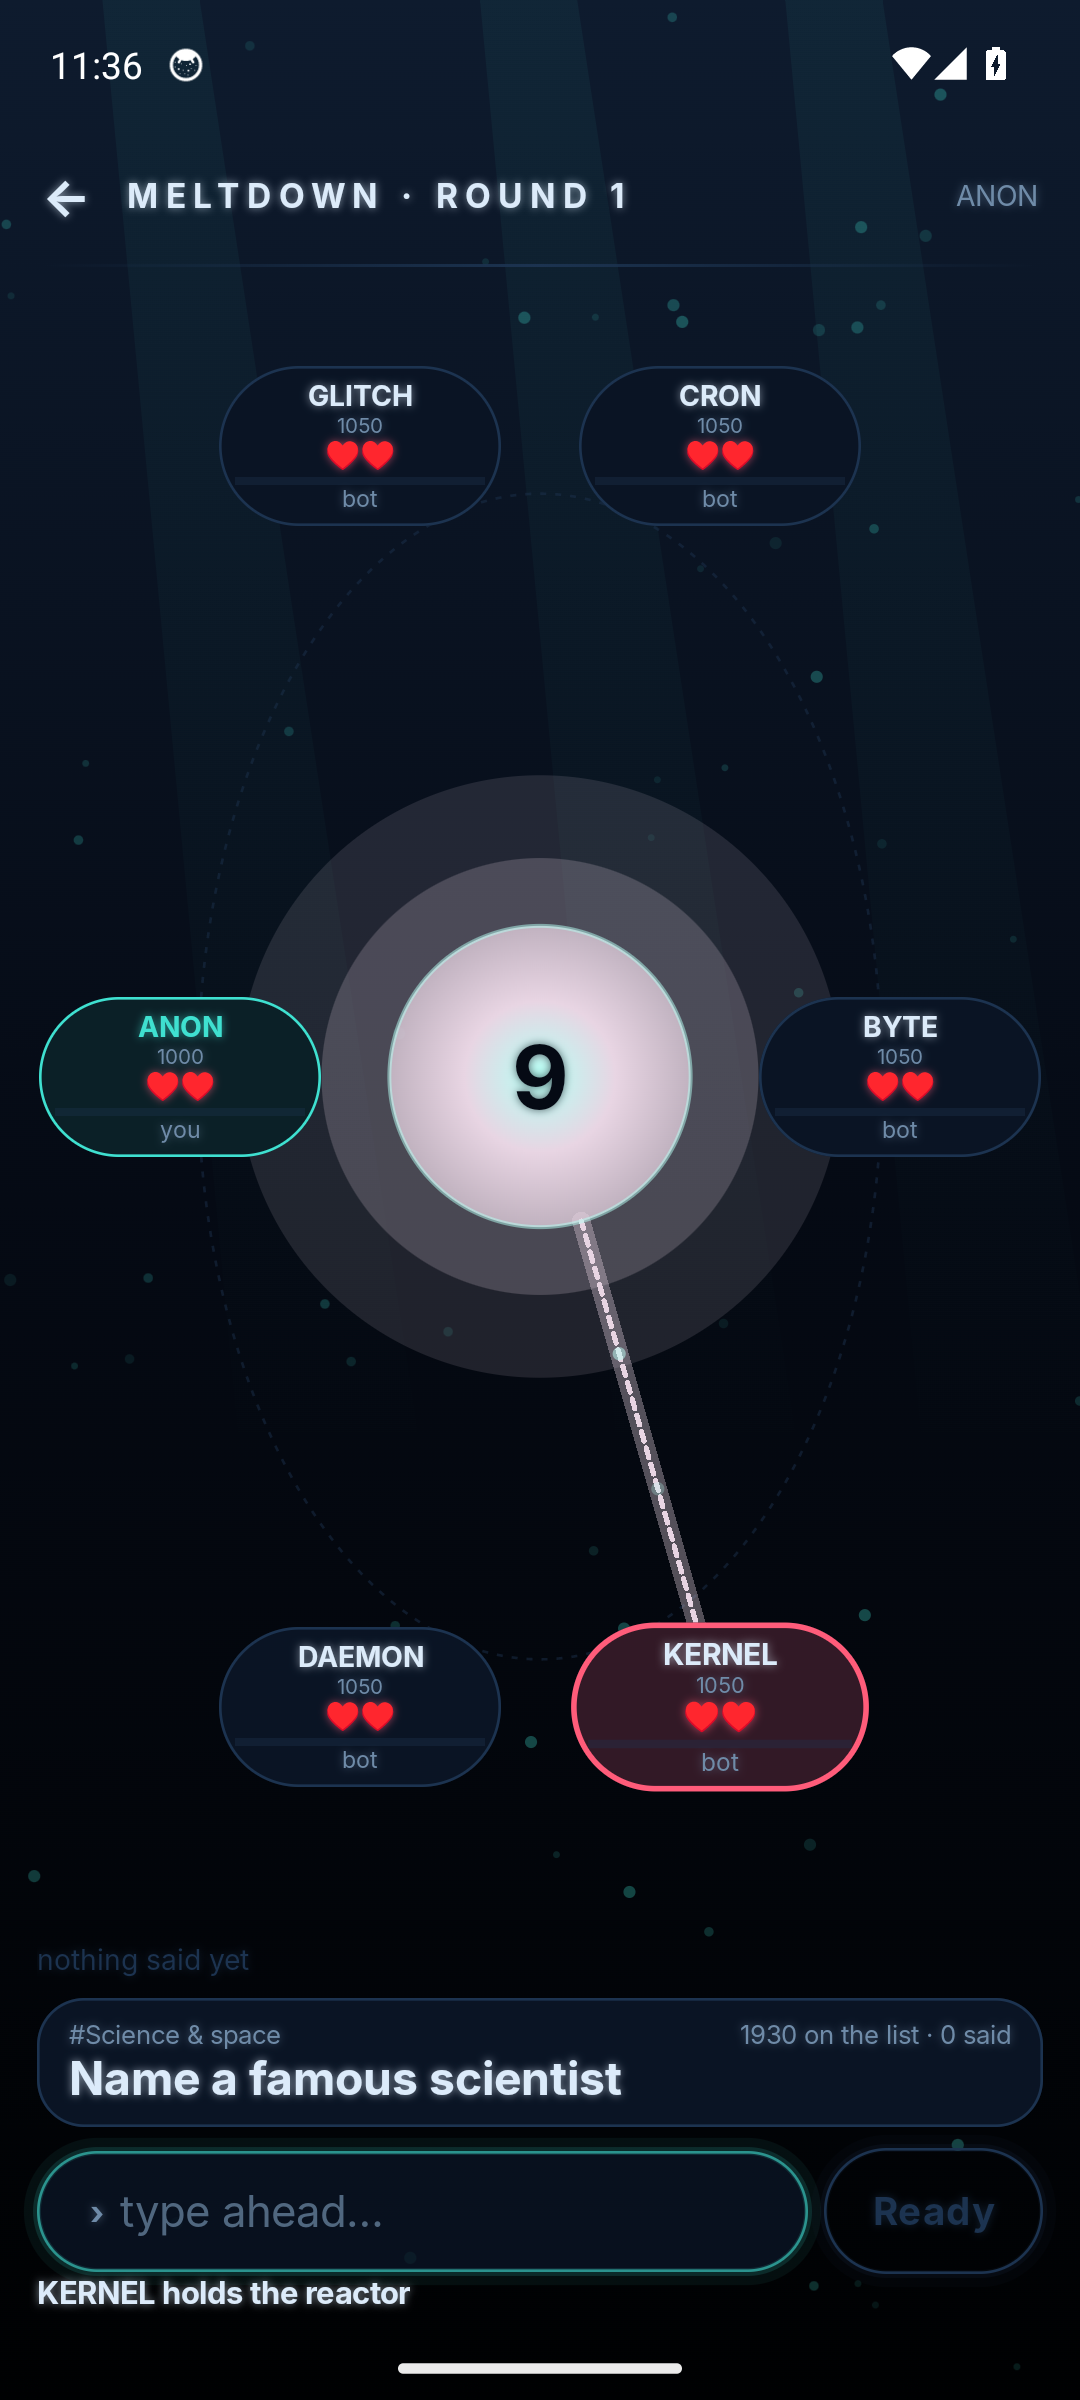 11:36
MELTDOWN · ROUND 1
ANON
GLITCH
1050
bot
CRON
1050
bot
ANON
1000
you
9
BYTE
1050
bot
DAEMON
1050
bot
KERNEL
1050
bot
nothing said yet
#Science & space
1930 on the list · 0 said
Name a famous scientist
› type ahead...
Ready
KERNEL holds the reactor